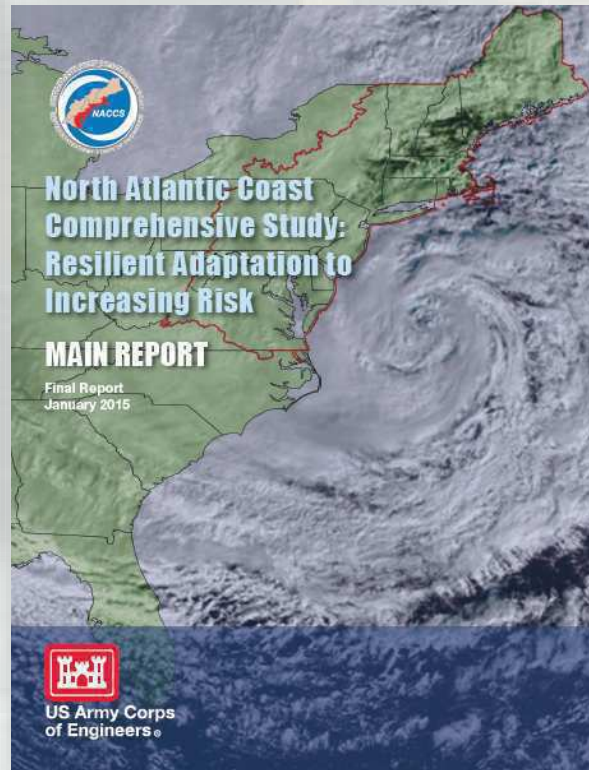 NACCS
North Atlantic Coast
Comprehensive Study:
Resilient Adaptation to
Increasing Risk
MAIN REPORT
Final Report
January 2015
US Army Corps
of Engineers®